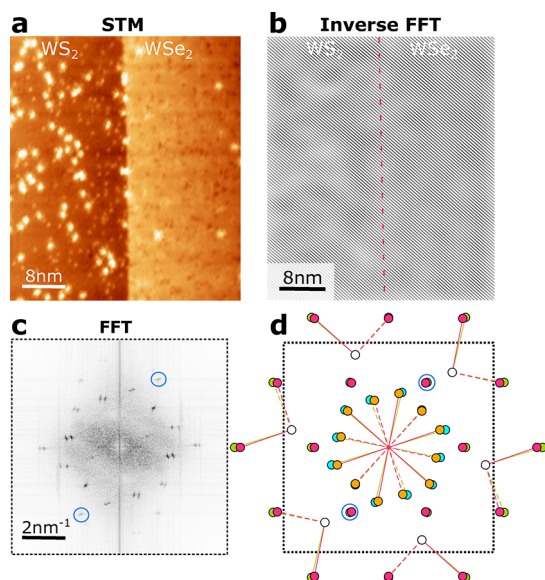 a STM
WS2 WSe2
8nm
b Inverse FFT
WS2 WSe2
8nm
c FFT
2nm-1
d